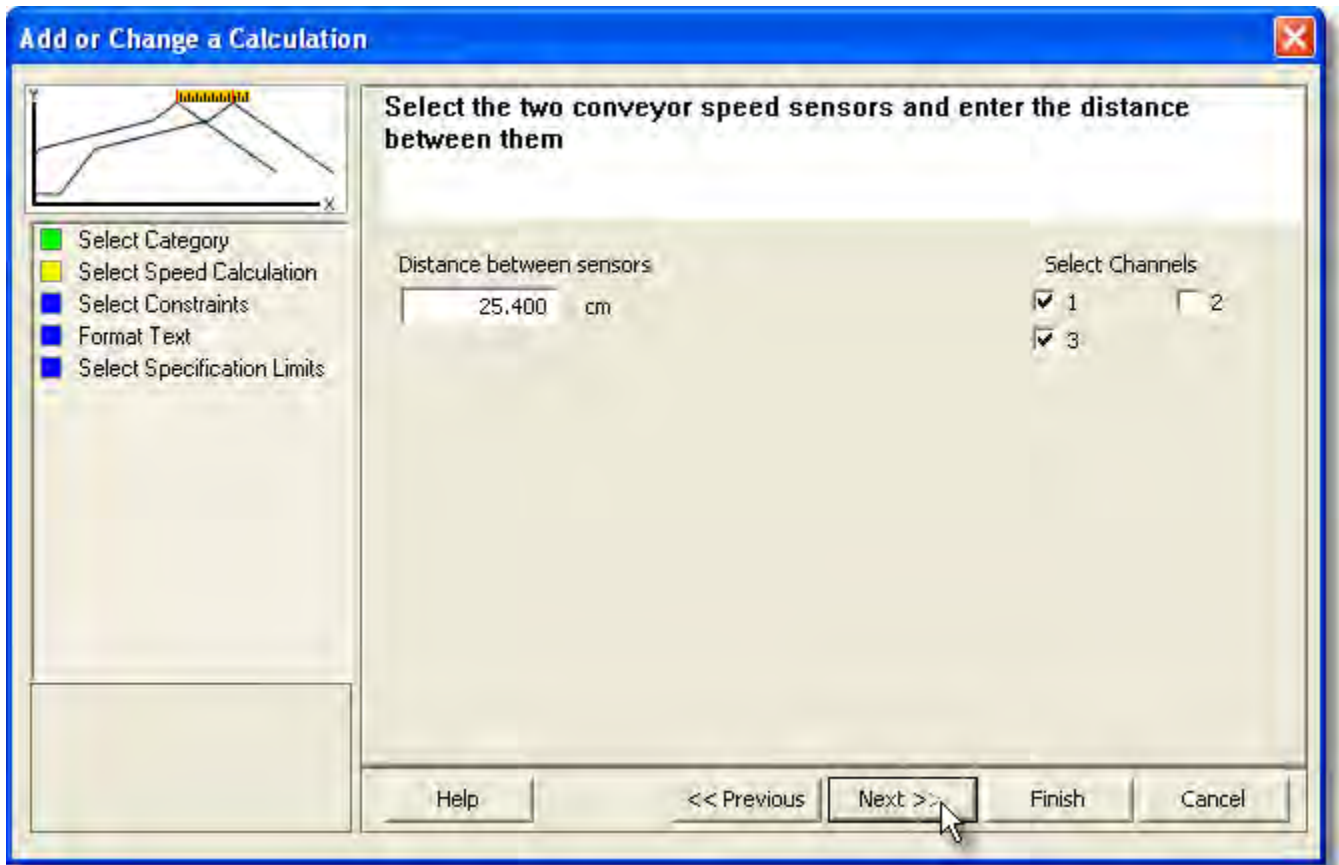 Add or Change a Calculation
Y
X
Select Category
Select Speed Calculation
Select Constraints
Format Text
Select Specification Limits
Select the two conveyor speed sensors and enter the distance
between them
Distance between sensors
25.400 cm
Select Channels
1 2
3
Help << Previous Next >> Finish Cancel